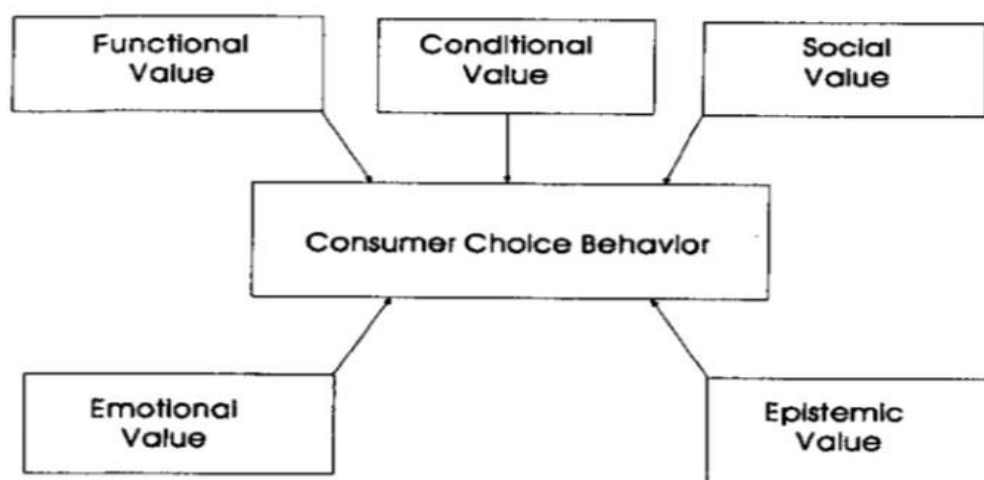 Functional
Value
Conditional
Value
Social
Value
Consumer Choice Behavior
Emotional
Value
Epistemic
Value